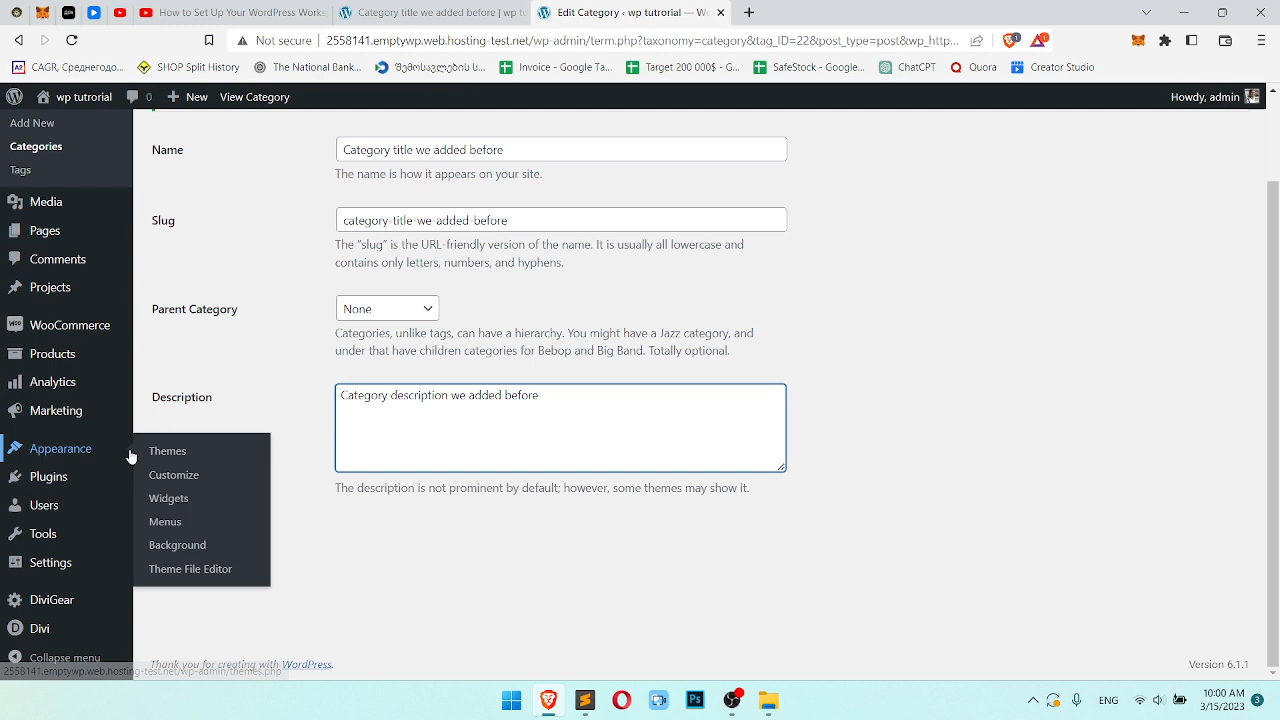 How to Set Up Your WordPress Works
Category title we added before – wp t
Edit Category ‹ wp tutorial — Wo
Not secure
2558141.emptywp.web.hosting-test.net/wp-admin/term.php?taxonomy=category&tag_ID=22&post_type=post&wp_http...
1
1
CAGR, Среднегодо...
SHOP Split History
The National Bank...
Invoice - Google Ta...
Target 200 000$ - G...
SafeStock - Google...
ChatGPT
Quora
Creator Studio
wp tutorial
0
New
View Category
Howdy, admin
Add New
Categories
Tags
Media
Pages
Comments
Projects
WooCommerce
Products
Analytics
Marketing
Appearance
Plugins
Users
Tools
Settings
DiviGear
Divi
Collapse menu
Themes
Customize
Widgets
Menus
Background
Theme File Editor
Name
Category title we added before
The name is how it appears on your site.
Slug
category-title-we-added-before
The “slug” is the URL-friendly version of the name. It is usually all lowercase and
contains only letters, numbers, and hyphens.
Parent Category
None
Categories, unlike tags, can have a hierarchy. You might have a Jazz category, and
under that have children categories for Bebop and Big Band. Totally optional.
Description
Category description we added before
The description is not prominent by default; however, some themes may show it.
Thank you for creating with WordPress.
Version 6.1.1
2558141.emptywp.web.hosting-test.net/wp-admin/themes.php
Ps
ENG
10:00 AM
3/15/2023
3